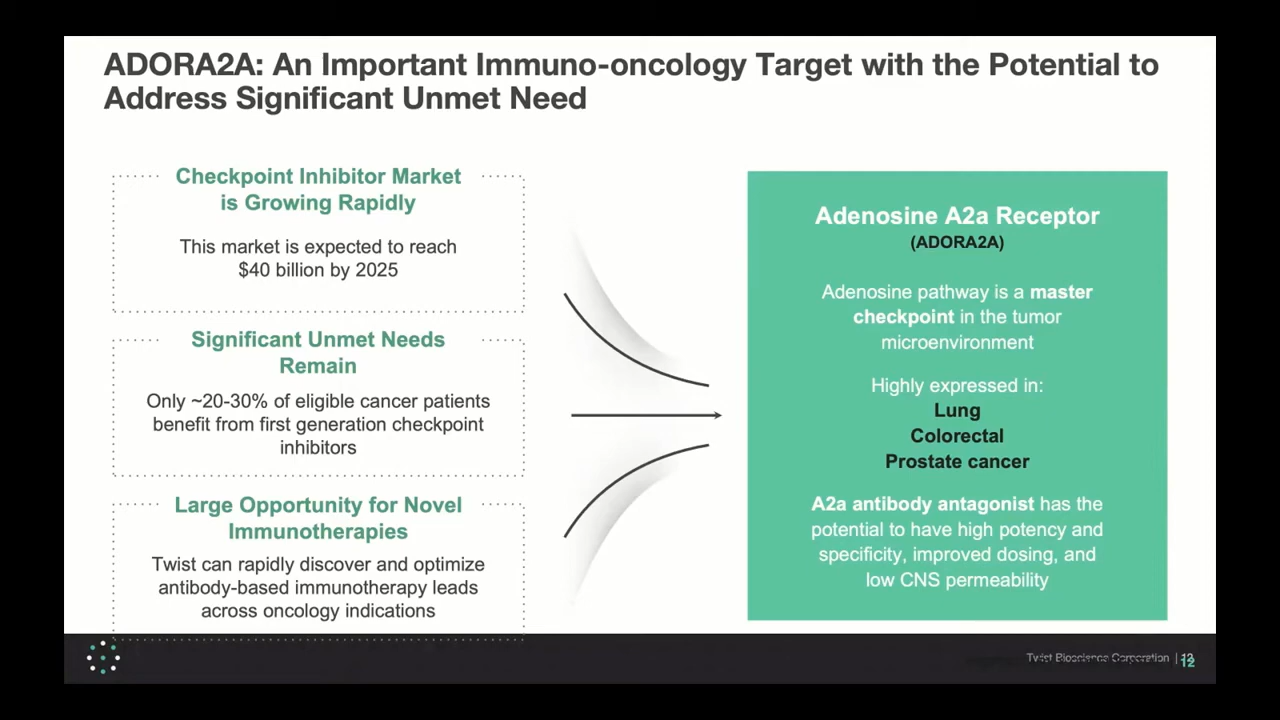 ADORA2A: An Important Immuno-oncology Target with the Potential to
Address Significant Unmet Need
Checkpoint Inhibitor Market
is Growing Rapidly
This market is expected to reach
$40 billion by 2025
Significant Unmet Needs
Remain
Only ~20-30% of eligible cancer patients
benefit from first generation checkpoint
inhibitors
Large Opportunity for Novel
Immunotherapies
Twist can rapidly discover and optimize
antibody-based immunotherapy leads
across oncology indications
Adenosine A2a Receptor
(ADORA2A)
Adenosine pathway is a master
checkpoint in the tumor
microenvironment
Highly expressed in:
Lung
Colorectal
Prostate cancer
A2a antibody antagonist has the
potential to have high potency and
specificity, improved dosing, and
low CNS permeability
Twist Bioscience Corporation | 12